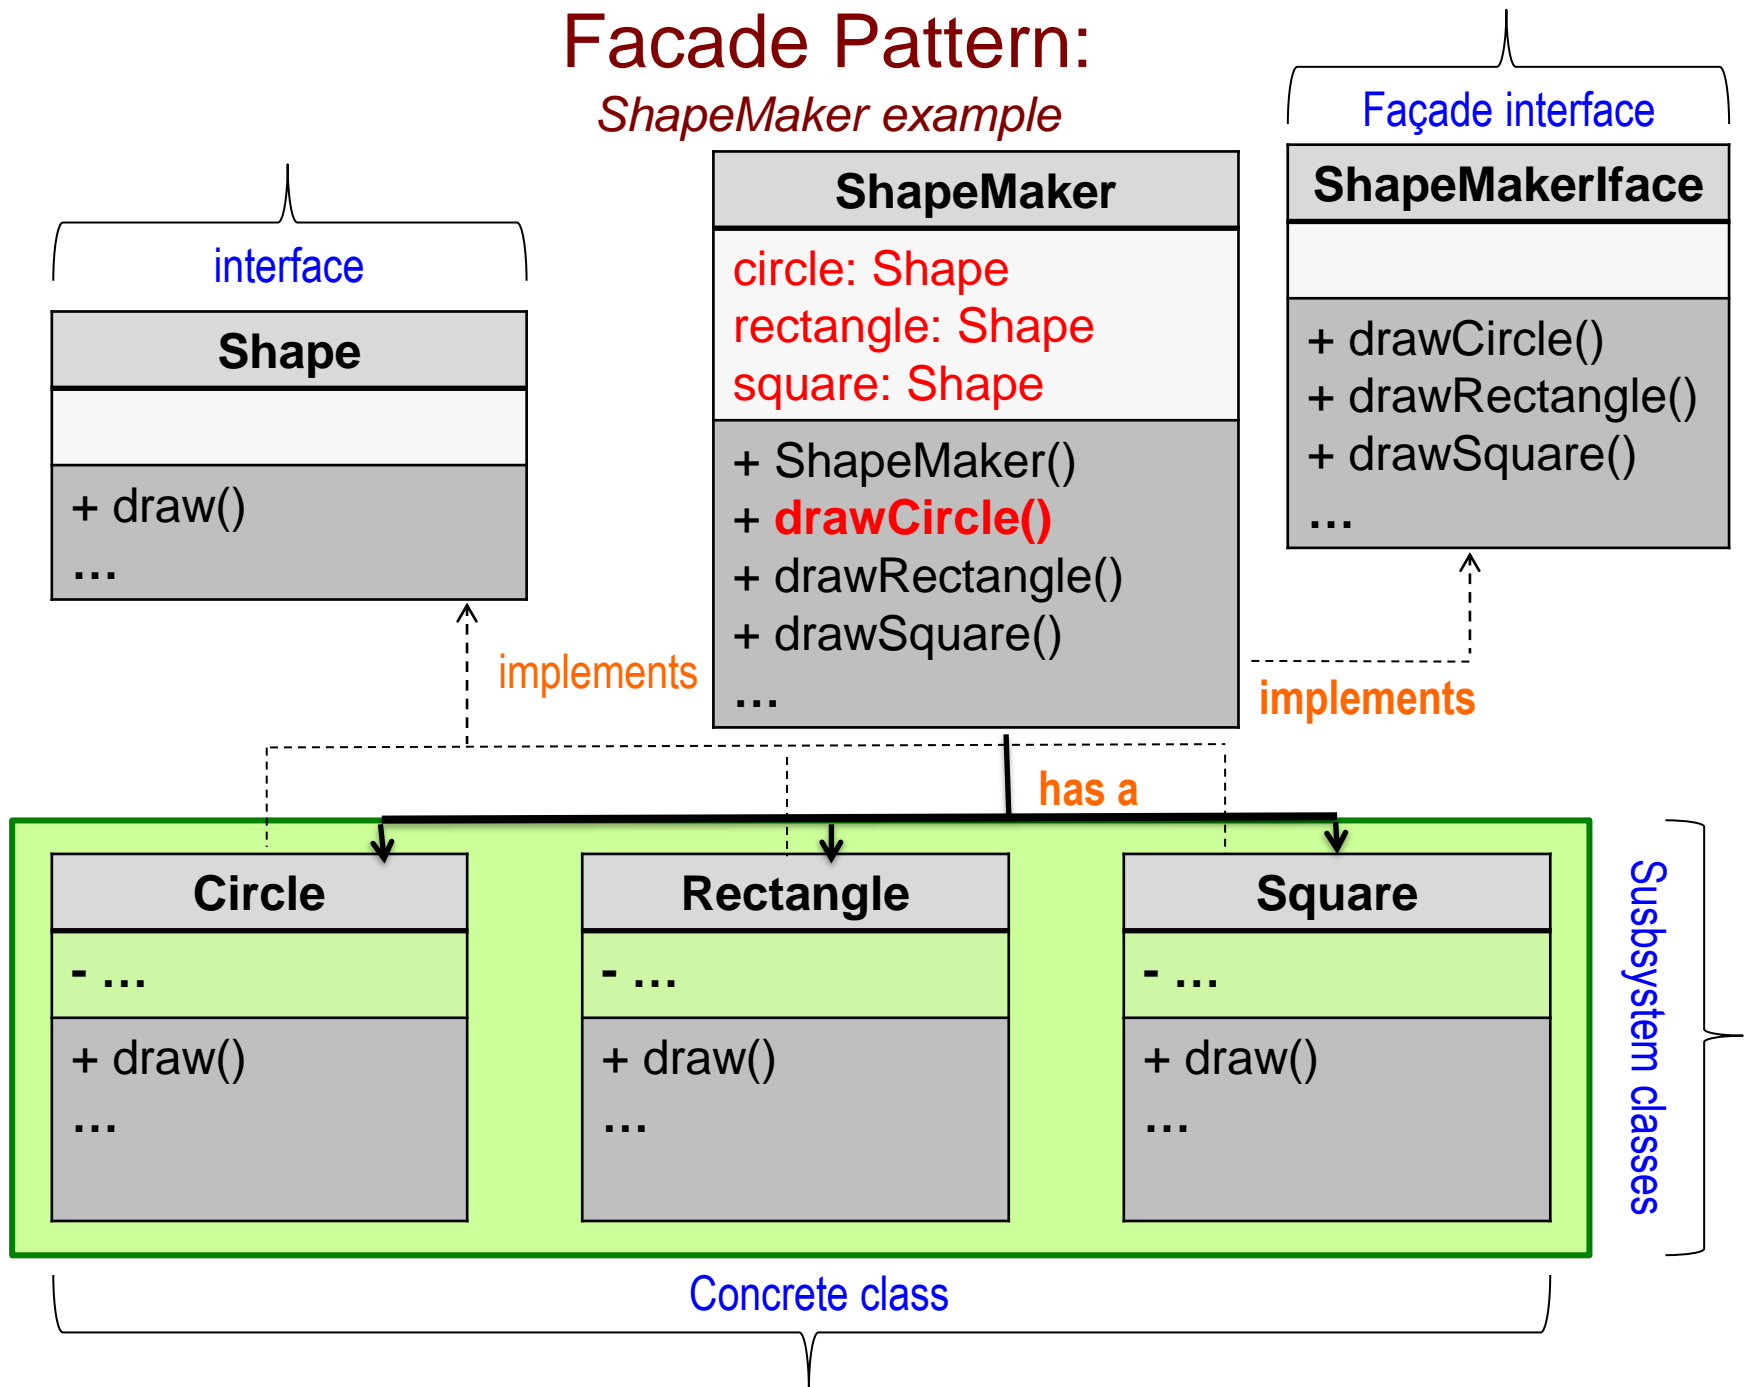 Facade Pattern:
ShapeMaker example
Façade interface
ShapeMakerIface
+ drawCircle()
+ drawRectangle()
+ drawSquare()
...
ShapeMaker
circle: Shape
rectangle: Shape
square: Shape
+ ShapeMaker()
+ drawCircle()
+ drawRectangle()
+ drawSquare()
...
interface
Shape
+ draw()
...
implements
implements
has a
Circle
- ...
+ draw()
...
Rectangle
- ...
+ draw()
...
Square
- ...
+ draw()
...
Susbsystem classes
Concrete class